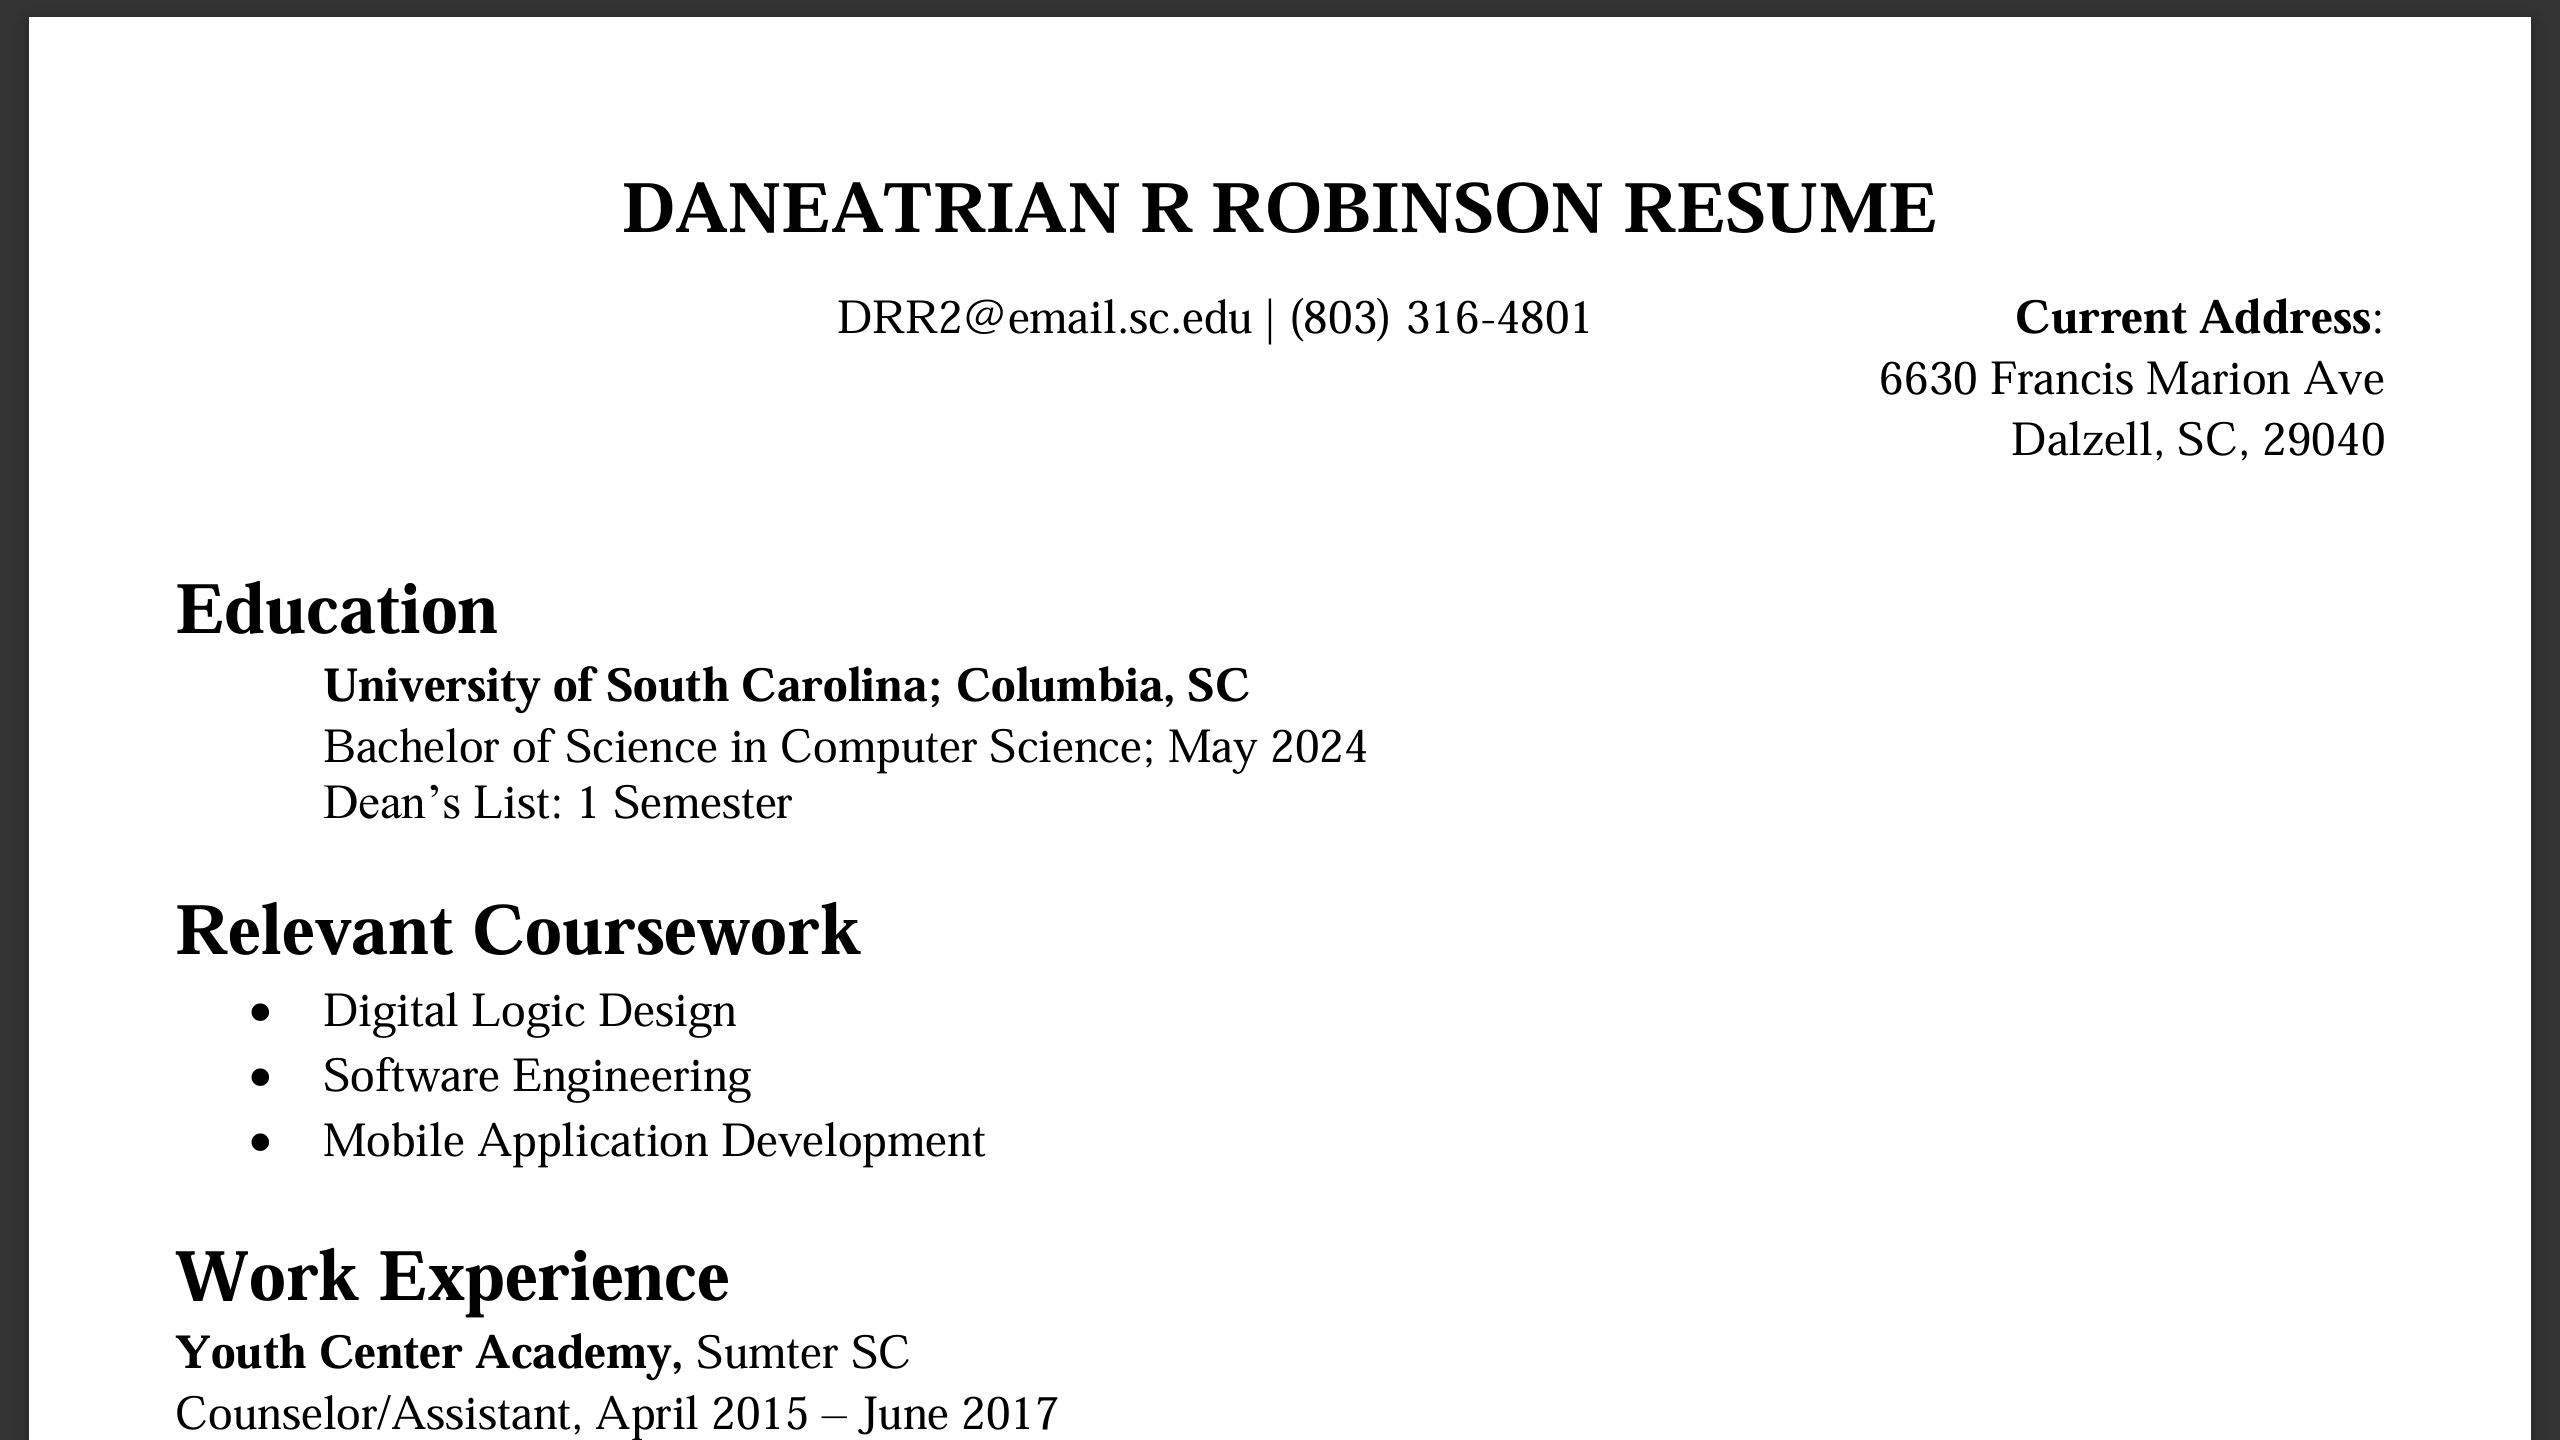 DANEATRIAN R ROBINSON RESUME
DRR2@email.sc.edu | (803) 316-4801
Current Address:
6630 Francis Marion Ave
Dalzell, SC, 29040
Education
University of South Carolina; Columbia, SC
Bachelor of Science in Computer Science; May 2024
Dean’s List: 1 Semester
Relevant Coursework
• Digital Logic Design
• Software Engineering
• Mobile Application Development
Work Experience
Youth Center Academy, Sumter SC
Counselor/Assistant, April 2015 – June 2017